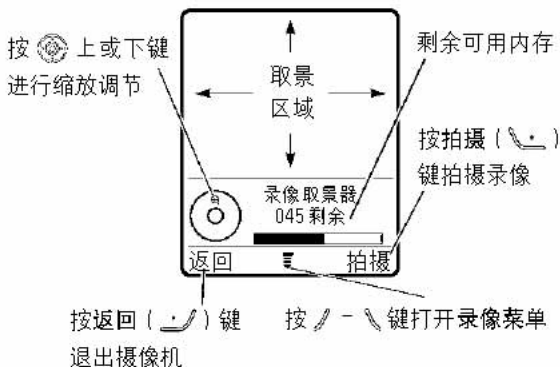 按 上或下键
进行缩放调节
取景
区域
剩余可用内存
按拍摄 ( )
键拍摄录像
录像取景器
045 剩余
返回
拍摄
按返回 ( ) 键
退出摄像机
按 - 键打开录像菜单